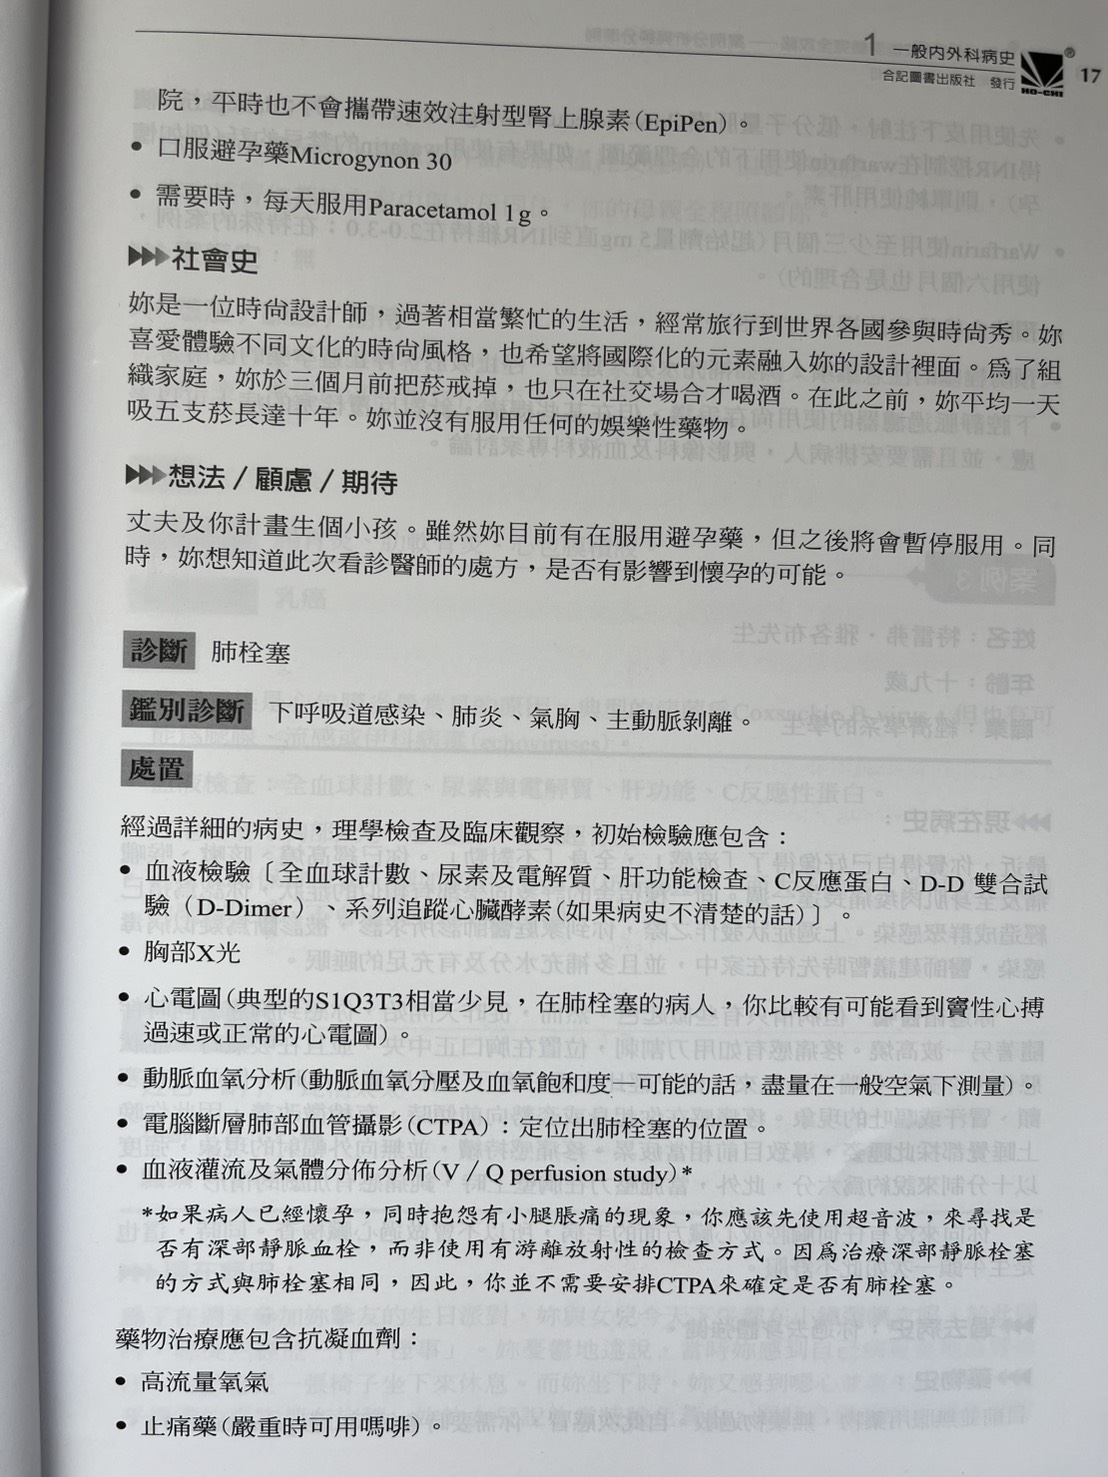 1 一般內外科病史
合記圖書出版社 發行 HO-CHI ® 17
院，平時也不會攜帶速效注射型腎上腺素(EpiPen)。
• 口服避孕藥Microgynon 30
• 需要時，每天服用Paracetamol 1g。
社會史
妳是一位時尚設計師，過著相當繁忙的生活，經常旅行到世界各國參與時尚秀。妳
喜愛體驗不同文化的時尚風格，也希望將國際化的元素融入妳的設計裡面。為了組
織家庭，妳於三個月前把菸戒掉，也只在社交場合才喝酒。在此之前，妳平均一天
吸五支菸長達十年。妳並沒有服用任何的娛樂性藥物。
想法／顧慮／期待
丈夫及你計畫生個小孩。雖然妳目前有在服用避孕藥，但之後將會暫停服用。同
時，妳想知道此次看診醫師的處方，是否有影響到懷孕的可能。
診斷 肺栓塞
鑑別診斷 下呼吸道感染、肺炎、氣胸、主動脈剝離。
處置
經過詳細的病史，理學檢查及臨床觀察，初始檢驗應包含：
• 血液檢驗〔全血球計數、尿素及電解質、肝功能檢查、C反應蛋白、D-D 雙合試
驗（D-Dimer）、系列追蹤心臟酵素(如果病史不清楚的話)〕。
• 胸部X光
• 心電圖(典型的S1Q3T3相當少見，在肺栓塞的病人，你比較有可能看到竇性心搏
過速或正常的心電圖)。
• 動脈血氧分析(動脈血氧分壓及血氧飽和度—可能的話，盡量在一般空氣下測量)。
• 電腦斷層肺部血管攝影(CTPA)：定位出肺栓塞的位置。
• 血液灌流及氣體分佈分析(V／Q perfusion study)*
*如果病人已經懷孕，同時抱怨有小腿脹痛的現象，你應該先使用超音波，來尋找是
否有深部靜脈血栓，而非使用有游離放射性的檢查方式。因為治療深部靜脈栓塞
的方式與肺栓塞相同，因此，你並不需要安排CTPA來確定是否有肺栓塞。
藥物治療應包含抗凝血劑：
• 高流量氧氣
• 止痛藥(嚴重時可用嗎啡)。